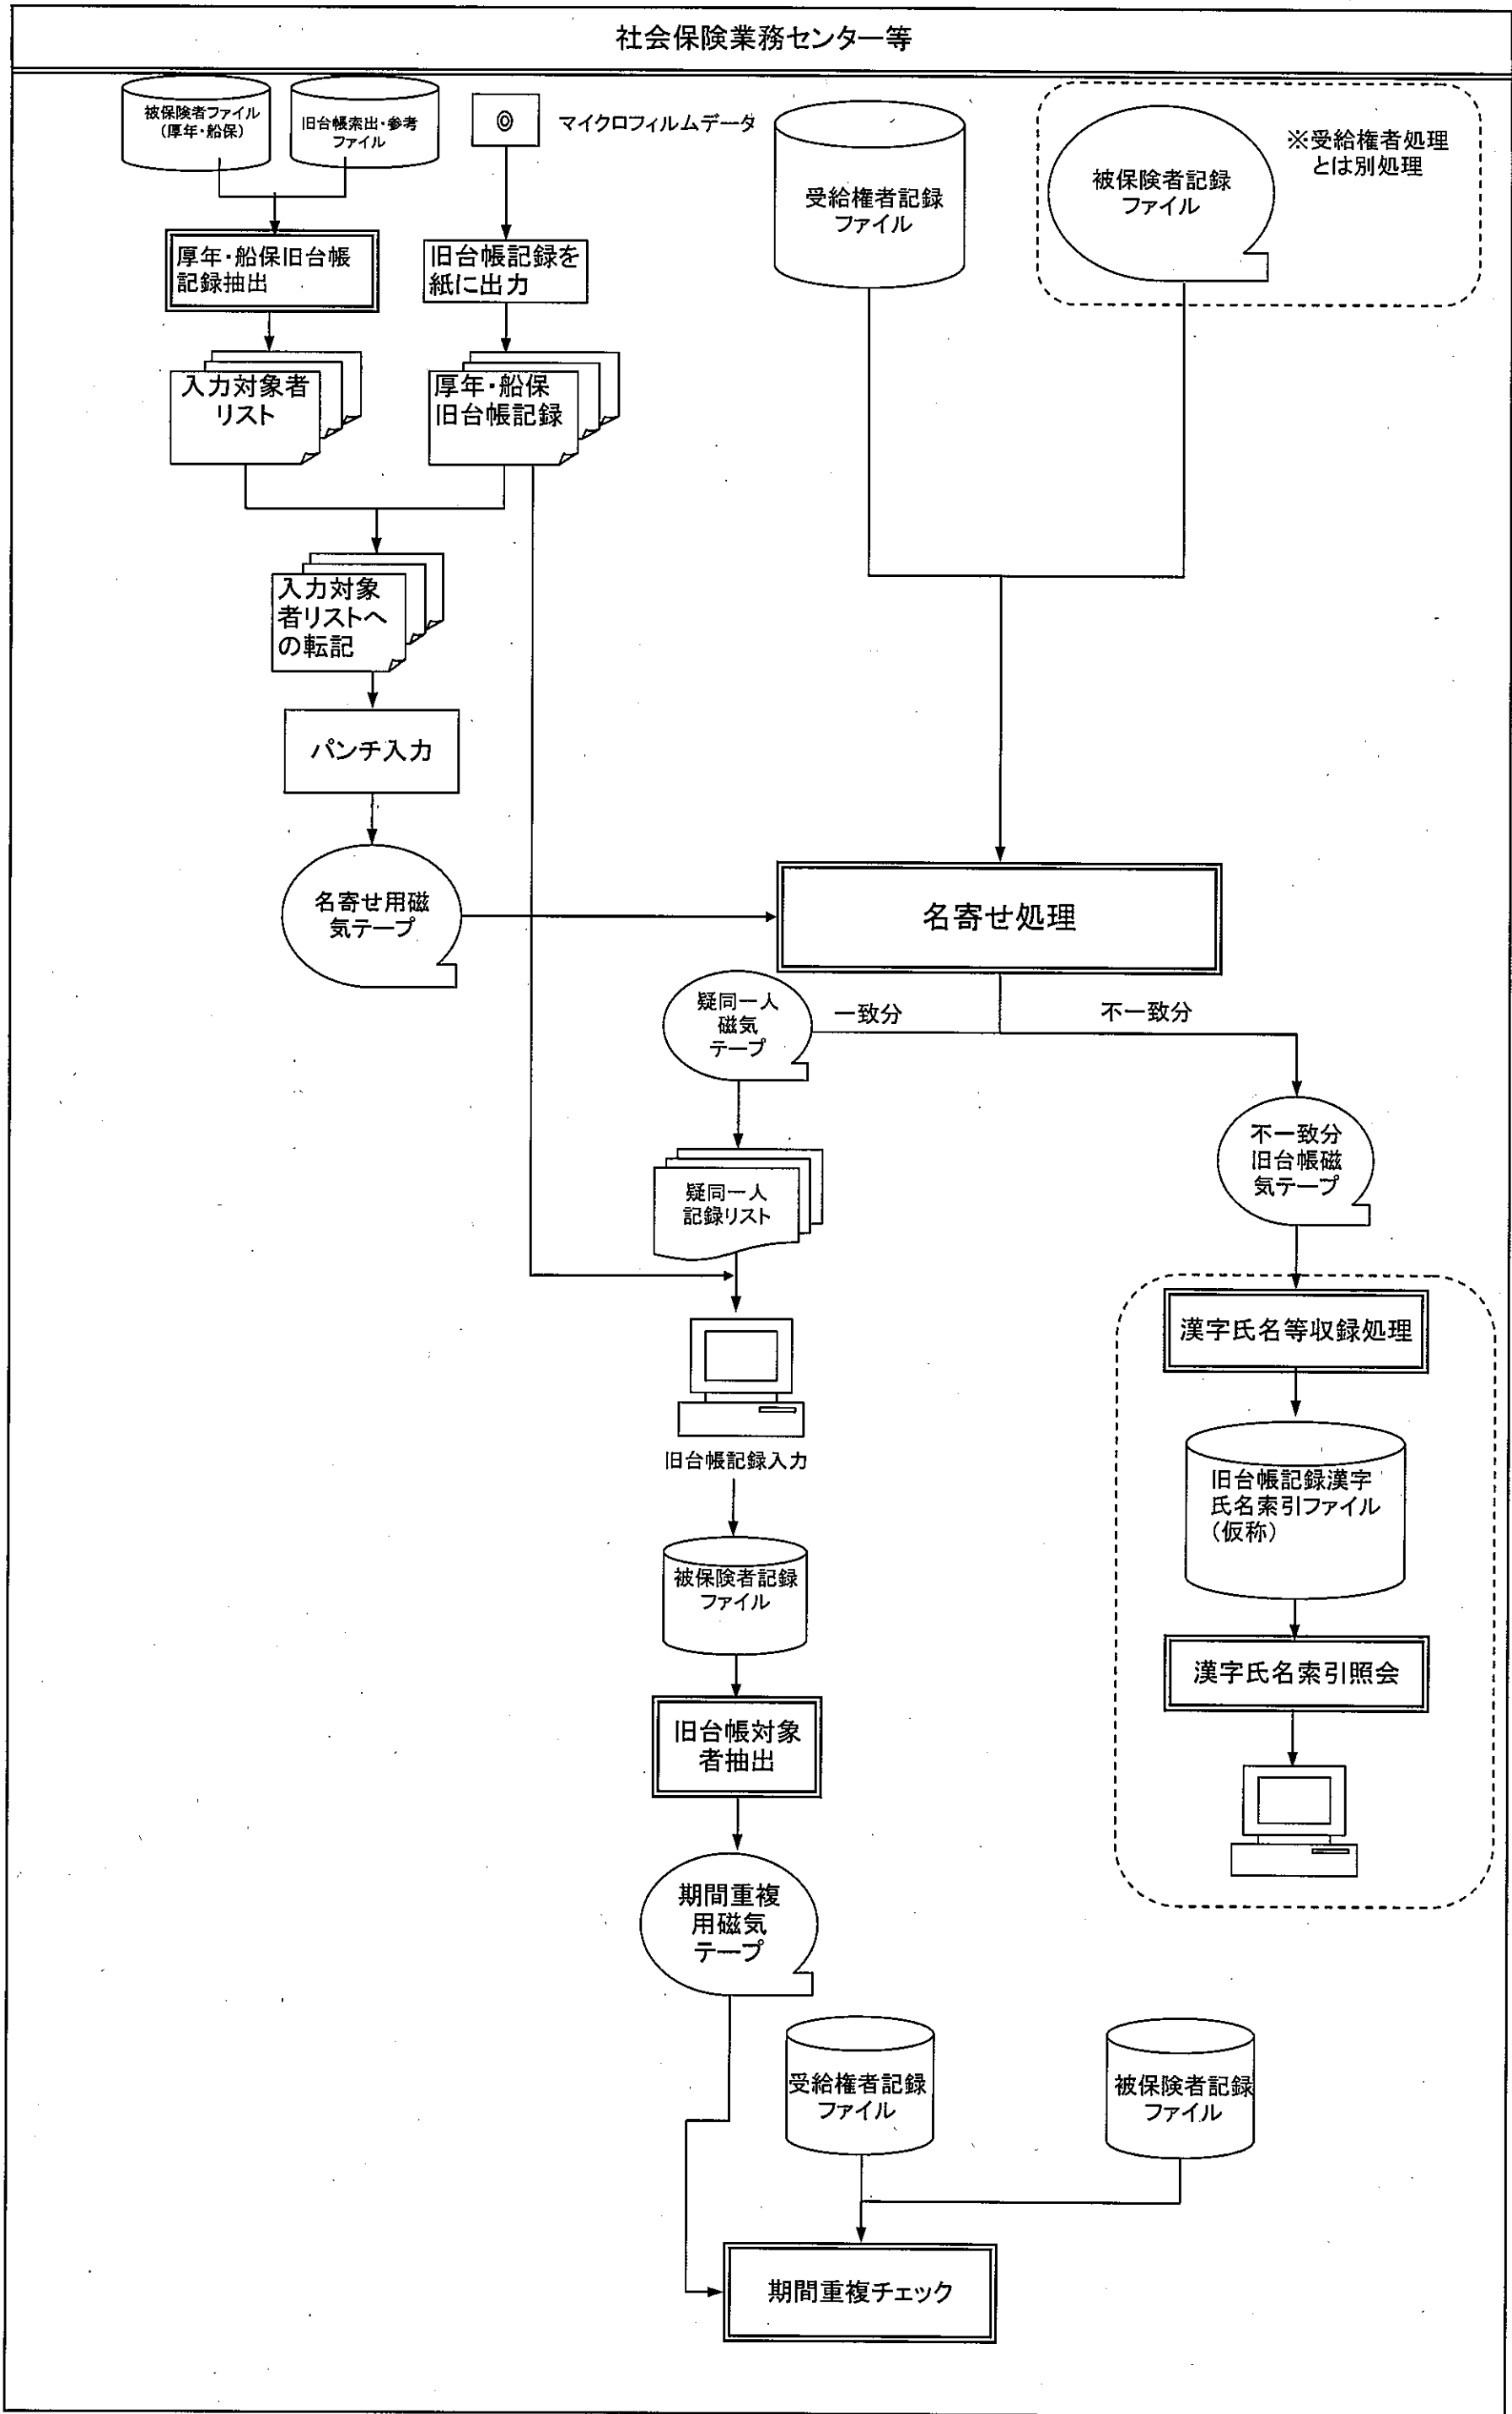 社会保険業務センター等
被保険者ファイル
(厚年・船保)
旧台帳索出・参考
ファイル
マイクロフィルムデータ
受給権者記録
ファイル
被保険者記録
ファイル
※受給権者処理
とは別処理
厚年・船保旧台帳
記録抽出
旧台帳記録を
紙に出力
入力対象者
リスト
厚年・船保
旧台帳記録
入力対象
者リストへ
の転記
パンチ入力
名寄せ用磁
気テープ
名寄せ処理
疑同一人
磁気
テープ
一致分
不一致分
不一致分
旧台帳磁
気テープ
疑同一人
記録リスト
漢字氏名等収録処理
旧台帳記録入力
旧台帳記録漢字
氏名索引ファイル
(仮称)
被保険者記録
ファイル
漢字氏名索引照会
旧台帳対象
者抽出
期間重複
用磁気
テープ
受給権者記録
ファイル
被保険者記録
ファイル
期間重複チェック